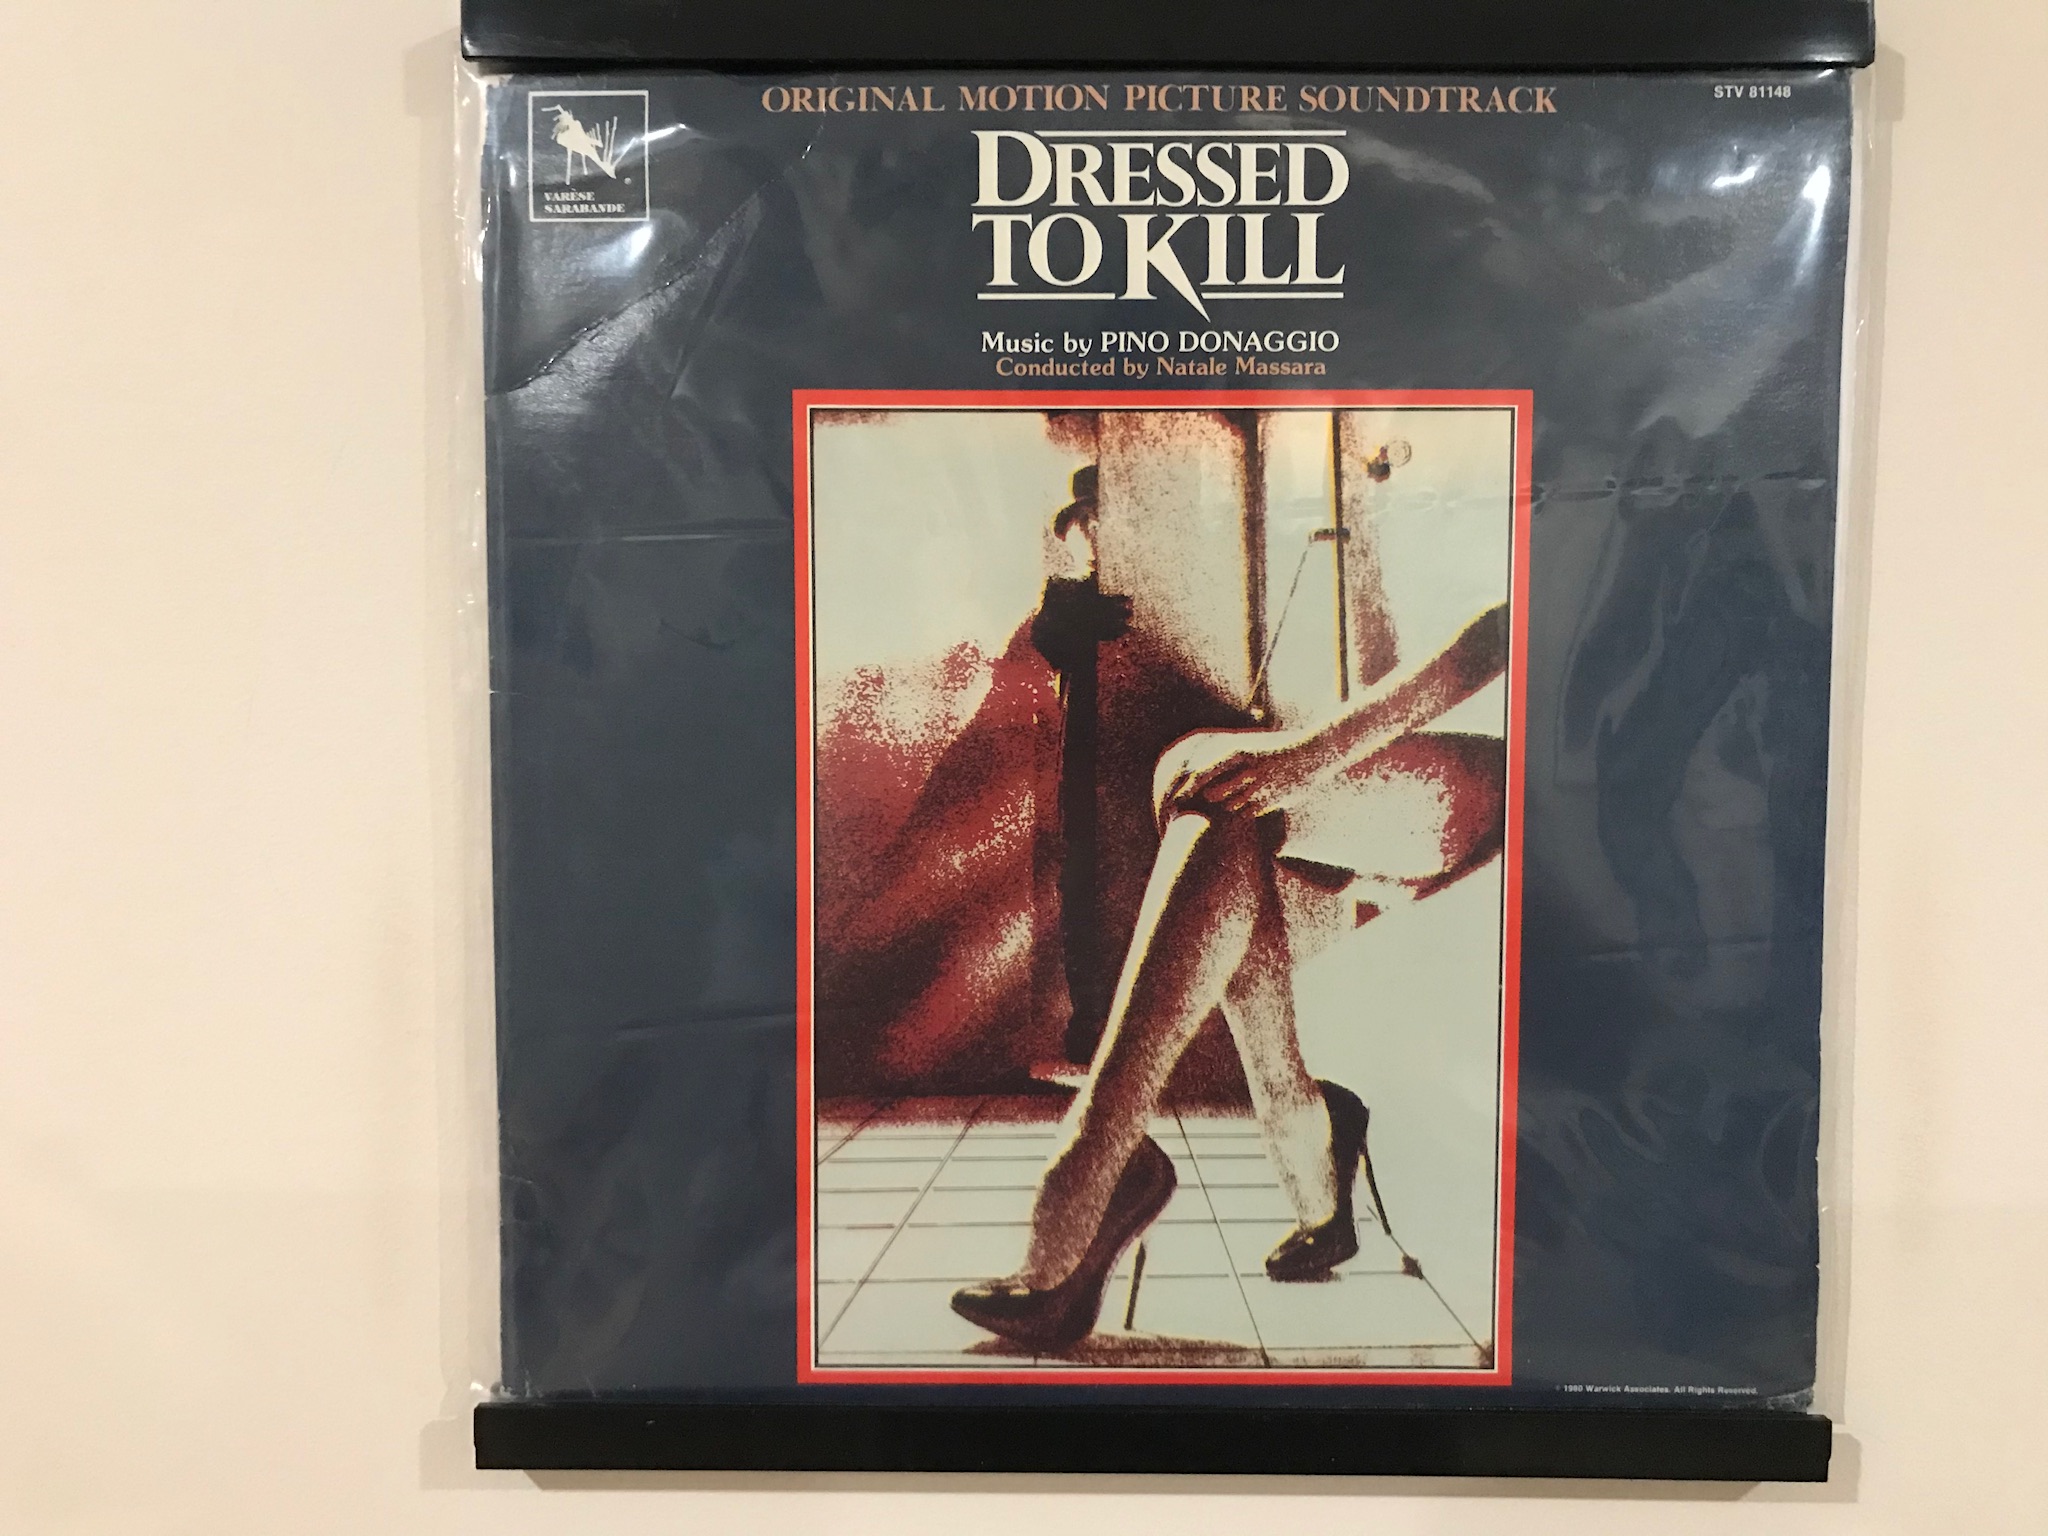 ORIGINAL MOTION PICTURE SOUNDTRACK
STV 81148
VARÈSE
SARABANDE
DRESSED
TO KILL
Music by PINO DONAGGIO
Conducted by Natale Massara
© 1980 Warwick Associates. All Rights Reserved.